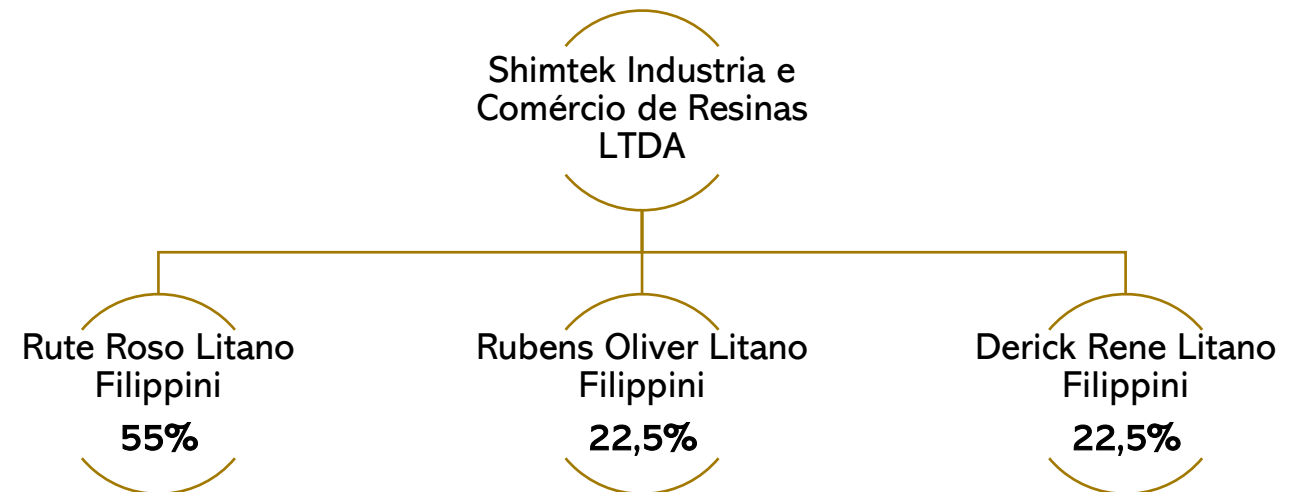 Shimtek Industria e
Comércio de Resinas
LTDA
Rute Roso Litano
Filippini
55%
Rubens Oliver Litano
Filippini
22,5%
Derick Rene Litano
Filippini
22,5%